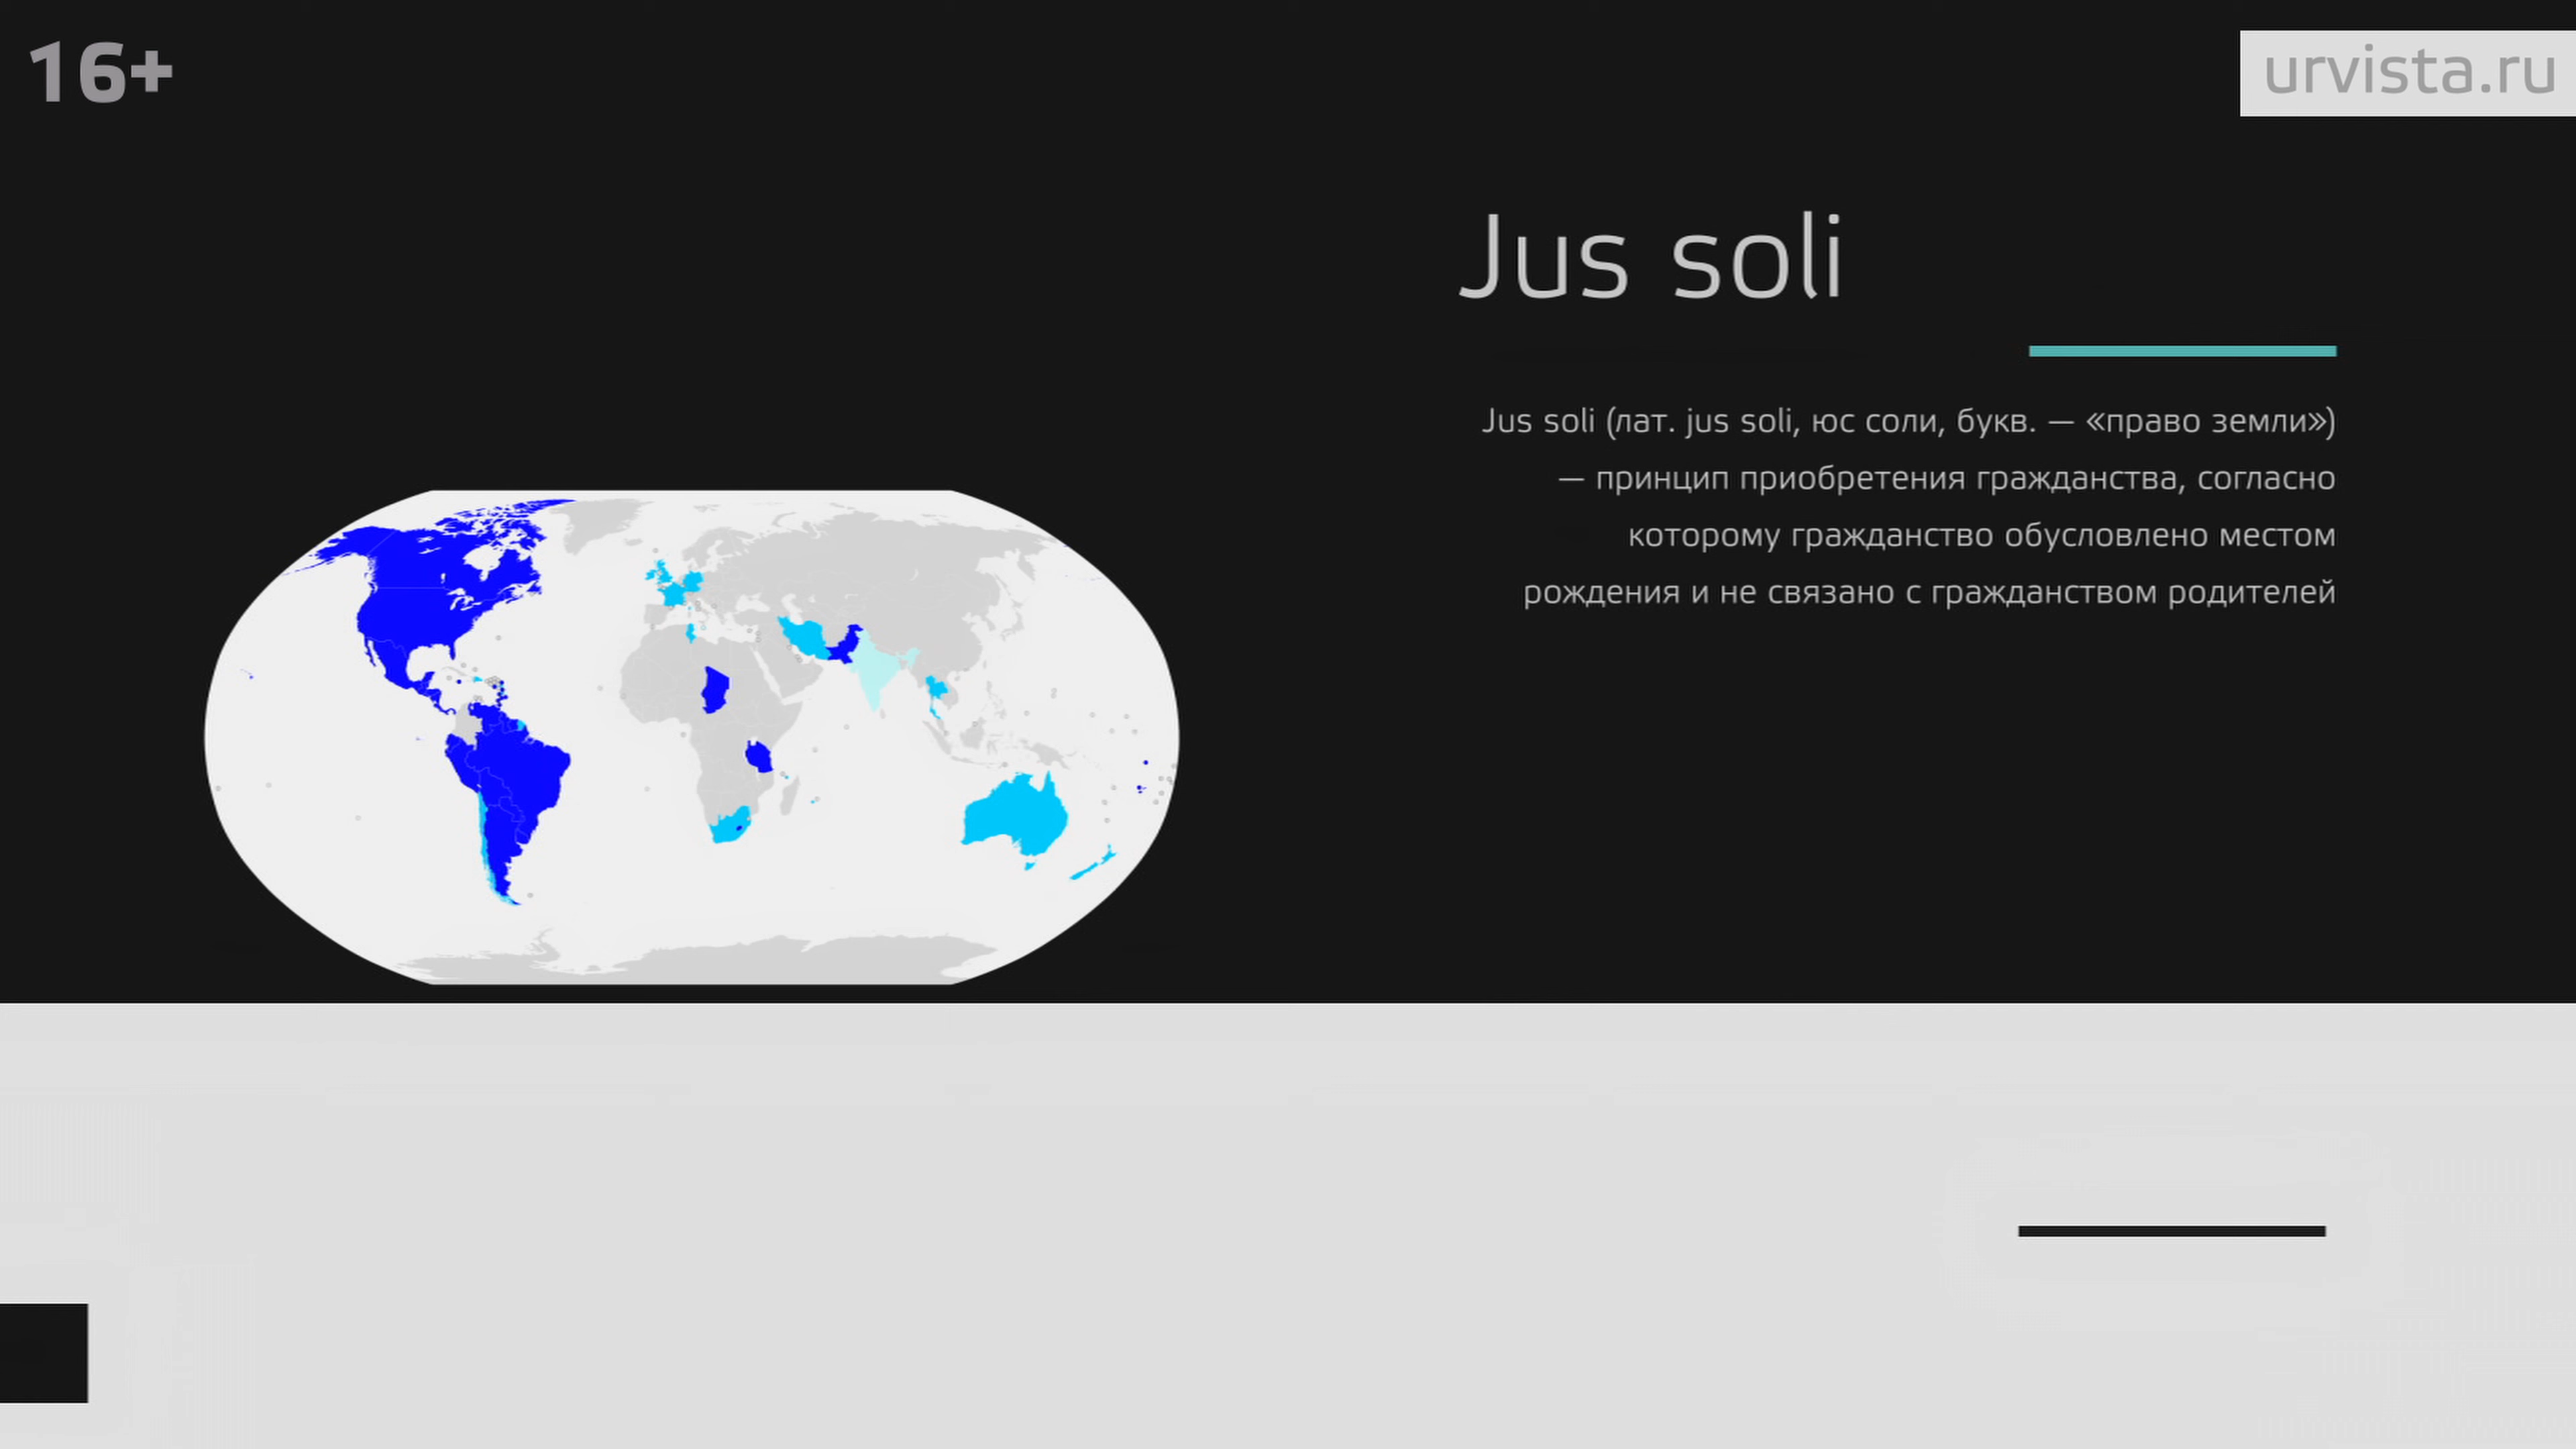 16+
urvista.ru
Jus soli
Jus soli (лат. jus soli, юс соли, букв. — «право земли»)
— принцип приобретения гражданства, согласно
которому гражданство обусловлено местом
рождения и не связано с гражданством родителей